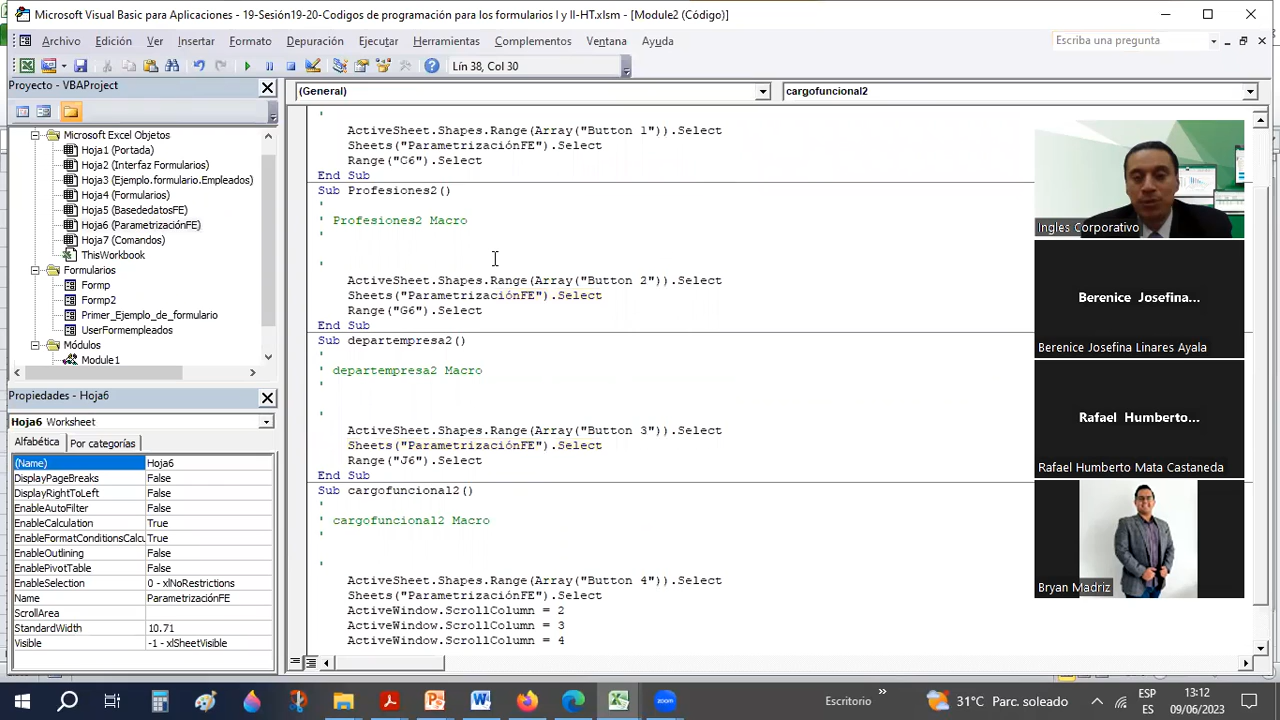 Microsoft Visual Basic para Aplicaciones - 19-Sesión19-20-Codigos de programación para los formularios I y II-HT.xlsm - [Module2 (Código)]
Archivo Edición Ver Insertar Formato Depuración Ejecutar Herramientas Complementos Ventana Ayuda
Escriba una pregunta
Lín 38, Col 30
Proyecto - VBAProject
(General)
cargofuncional2
Microsoft Excel Objetos
Hoja1 (Portada)
Hoja2 (Interfaz Formularios)
Hoja3 (Ejemplo.formulario.Empleados)
Hoja4 (Formularios)
Hoja5 (BasededatosFE)
Hoja6 (ParametrizaciónFE)
Hoja7 (Comandos)
ThisWorkbook
Formularios
Formp
Formp2
Primer_Ejemplo_de_formulario
UserFormempleados
Módulos
Module1
Propiedades - Hoja6
Hoja6 Worksheet
Alfabética Por categorías
(Name) Hoja6
DisplayPageBreaks False
DisplayRightToLeft False
EnableAutoFilter False
EnableCalculation True
EnableFormatConditionsCalcu True
EnableOutlining False
EnablePivotTable False
EnableSelection 0 - xlNoRestrictions
Name ParametrizaciónFE
ScrollArea
StandardWidth 10.71
Visible -1 - xlSheetVisible
'
ActiveSheet.Shapes.Range(Array("Button 1")).Select
Sheets("ParametrizaciónFE").Select
Range("C6").Select
End Sub
Sub Profesiones2()
'
' Profesiones2 Macro
'
'
ActiveSheet.Shapes.Range(Array("Button 2")).Select
Sheets("ParametrizaciónFE").Select
Range("G6").Select
End Sub
Sub departempresa2()
'
' departempresa2 Macro
'
'
ActiveSheet.Shapes.Range(Array("Button 3")).Select
Sheets("ParametrizaciónFE").Select
Range("J6").Select
End Sub
Sub cargofuncional2()
'
' cargofuncional2 Macro
'
'
ActiveSheet.Shapes.Range(Array("Button 4")).Select
Sheets("ParametrizaciónFE").Select
ActiveWindow.ScrollColumn = 2
ActiveWindow.ScrollColumn = 3
ActiveWindow.ScrollColumn = 4
Ingles Corporativo
Berenice Josefina...
Berenice Josefina Linares Ayala
Rafael Humberto...
Rafael Humberto Mata Castaneda
Bryan Madriz
zoom
Escritorio
31°C Parc. soleado
ESP
ES
13:12
09/06/2023